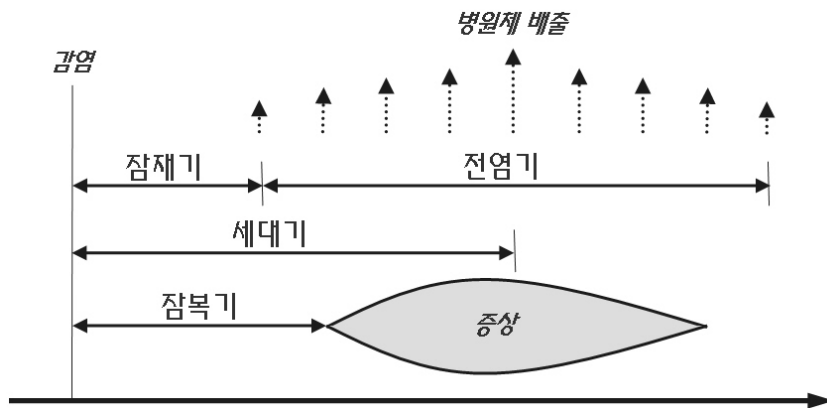 병원체 배출
감염
잠재기
전염기
세대기
잠복기
증상